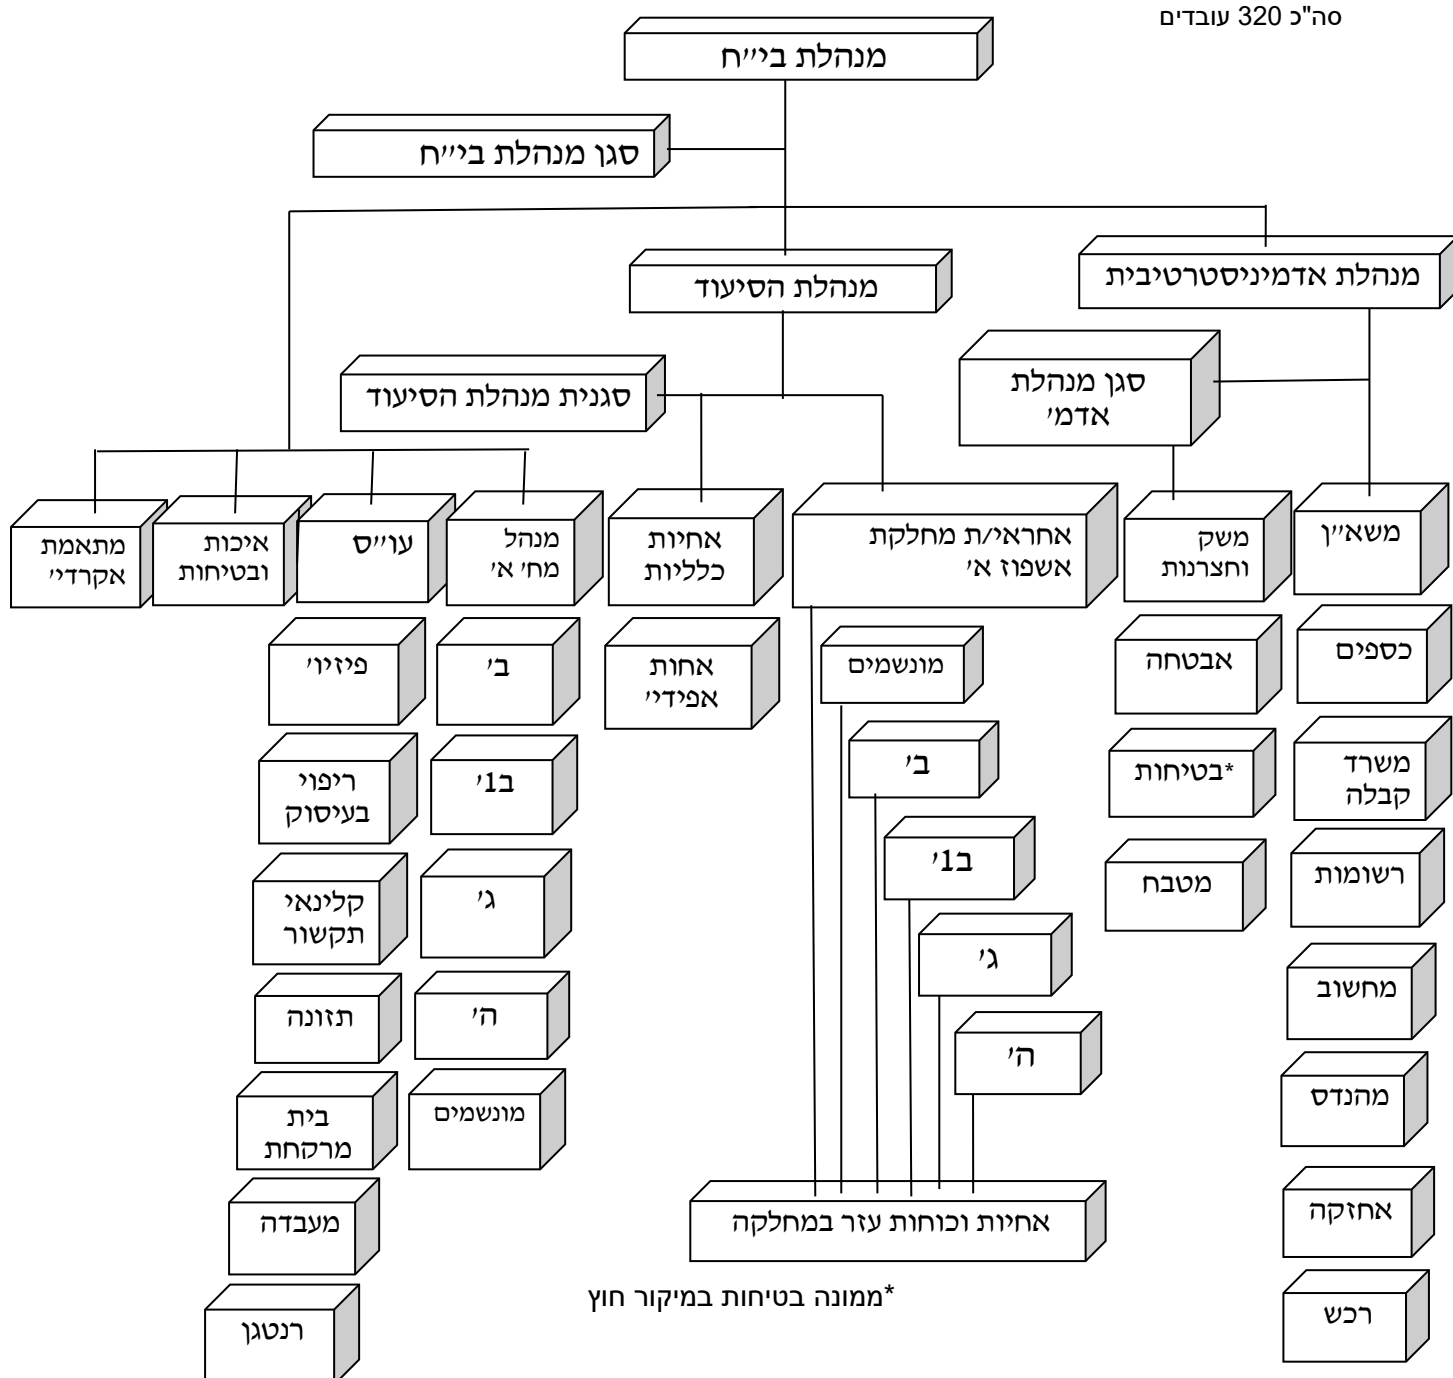 סה"כ 320 עובדים
מנהלת בי״ח
סגן מנהלת בי״ח
מנהלת אדמיניסטרטיבית
מנהלת הסיעוד
סגן מנהלת
אדמ׳
סגנית מנהלת הסיעוד
משא״ן
משק
וחצרנות
אחראי/ת מחלקת
אשפוז א׳
אחיות
כלליות
מנהל
מח׳ א׳
עו״ס
איכות
ובטיחות
מתאמת
אקרדי׳
כספים
אבטחה
מונשמים
אחות
אפידי׳
ב׳
פיזיו׳
משרד
קבלה
*בטיחות
ב׳
ב1׳
ריפוי
בעיסוק
רשומות
מטבח
ב1׳
ג׳
קלינאי
תקשור
מחשוב
ג׳
ה׳
תזונה
מהנדס
ה׳
מונשמים
בית
מרקחת
אחזקה
אחיות וכוחות עזר במחלקה
מעבדה
רכש
*ממונה בטיחות במיקור חוץ
רנטגן